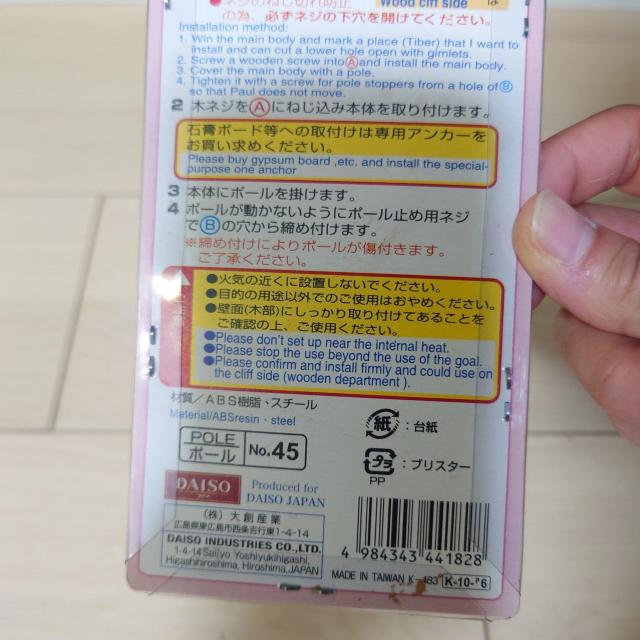 ●ネジのねじ切れ防止
の為、必ずネジの下穴を開けてください。
Wood cliff side
は
Installation method:
1. Win the main body and mark a place (Tiber) that I want to
install and can cut a lower hole open with gimlets.
2. Screw a wooden screw into Ⓐ and install the main body.
3. Cover the main body with a pole.
4. Tighten it with a screw for pole stoppers from a hole of Ⓑ
so that Paul does not move.
2 木ネジをⒶにねじ込み本体を取り付けます。
石膏ボード等への取付けは専用アンカーを
お買い求めください。
Please buy gypsum board ,etc. and install the special-
purpose one anchor
3 本体にポールを掛けます。
4 ポールが動かないようにポール止め用ネジ
でⒷの穴から締め付けます。
※締め付けによりポールが傷付きます。
ご了承ください。
●火気の近くに設置しないでください。
●目的の用途以外でのご使用はおやめください。
●壁面(木部)にしっかり取り付けてあることを
ご確認の上、ご使用ください。
●Please don't set up near the internal heat.
●Please stop the use beyond the use of the goal.
●Please confirm and install firmly and could use on
the cliff side (wooden department ).
材質／ABS樹脂・スチール
Material/ABSresin・steel
POLE
ポール
No.45
紙:台紙
プラ:ブリスター
PP
DAISO
Produced for
DAISO JAPAN
(株)大創産業
広島県東広島市西条吉行東1-4-14
DAISO INDUSTRIES CO.,LTD.
1-4-14 Saijyo Yoshiyukihigashi,
Higashihiroshima, Hiroshima,JAPAN
4 984343 441828
MADE IN TAIWAN K-483